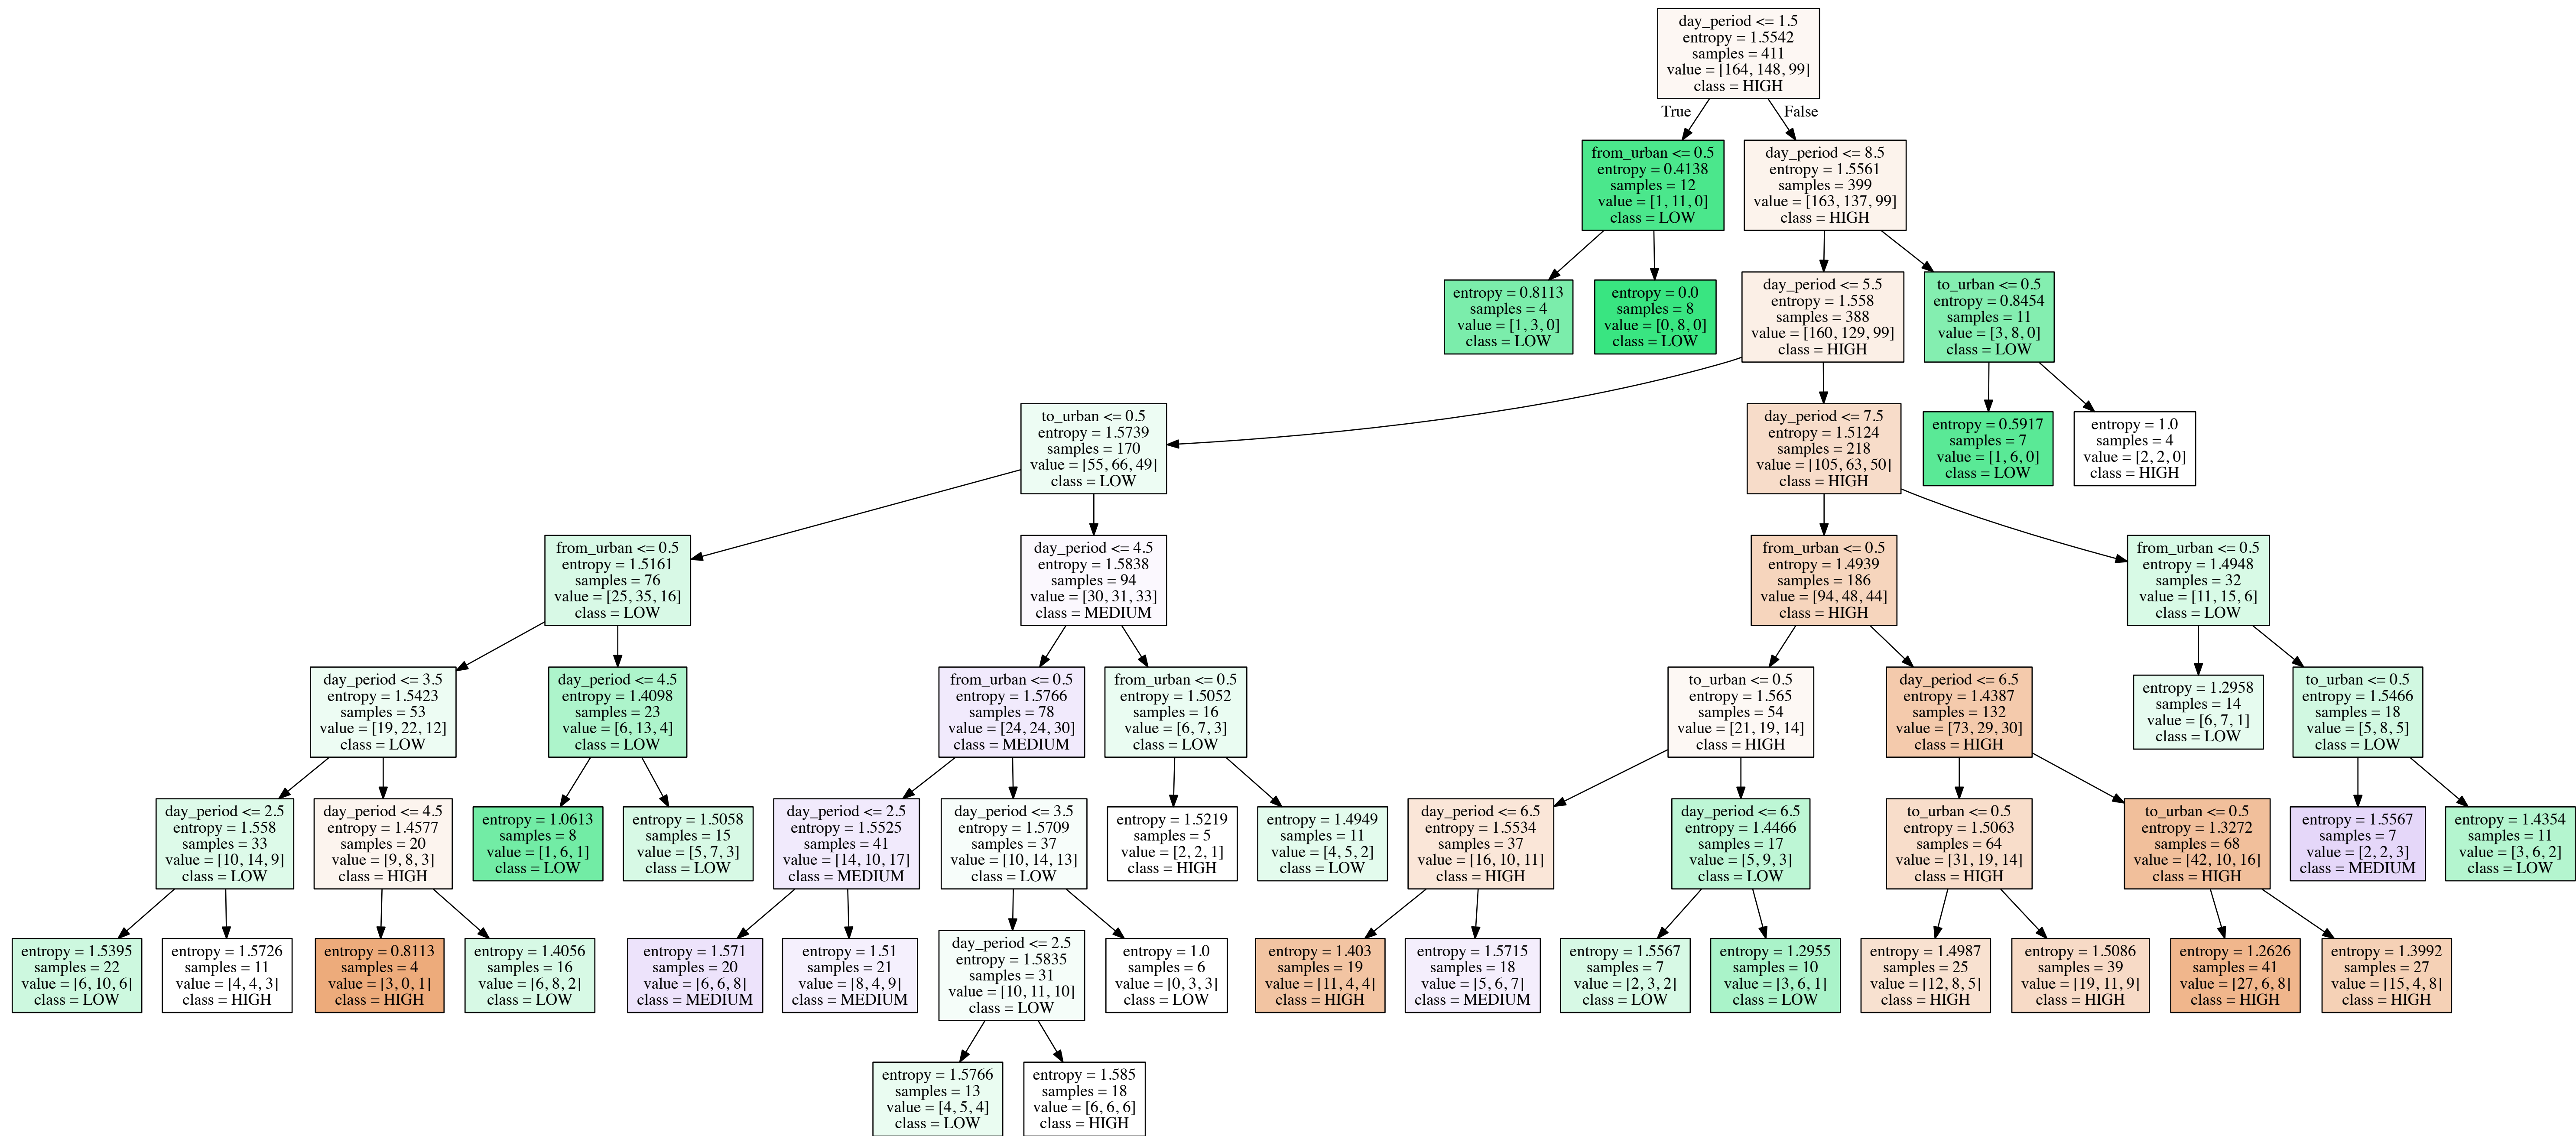 day_period <= 1.5
entropy = 1.5542
samples = 411
value = [164, 148, 99]
class = HIGH
True
False
from_urban <= 0.5
entropy = 0.4138
samples = 12
value = [1, 11, 0]
class = LOW
day_period <= 8.5
entropy = 1.5561
samples = 399
value = [163, 137, 99]
class = HIGH
entropy = 0.8113
samples = 4
value = [1, 3, 0]
class = LOW
entropy = 0.0
samples = 8
value = [0, 8, 0]
class = LOW
day_period <= 5.5
entropy = 1.558
samples = 388
value = [160, 129, 99]
class = HIGH
to_urban <= 0.5
entropy = 0.8454
samples = 11
value = [3, 8, 0]
class = LOW
to_urban <= 0.5
entropy = 1.5739
samples = 170
value = [55, 66, 49]
class = LOW
day_period <= 7.5
entropy = 1.5124
samples = 218
value = [105, 63, 50]
class = HIGH
entropy = 0.5917
samples = 7
value = [1, 6, 0]
class = LOW
entropy = 1.0
samples = 4
value = [2, 2, 0]
class = HIGH
from_urban <= 0.5
entropy = 1.5161
samples = 76
value = [25, 35, 16]
class = LOW
day_period <= 4.5
entropy = 1.5838
samples = 94
value = [30, 31, 33]
class = MEDIUM
from_urban <= 0.5
entropy = 1.4939
samples = 186
value = [94, 48, 44]
class = HIGH
from_urban <= 0.5
entropy = 1.4948
samples = 32
value = [11, 15, 6]
class = LOW
day_period <= 3.5
entropy = 1.5423
samples = 53
value = [19, 22, 12]
class = LOW
day_period <= 4.5
entropy = 1.4098
samples = 23
value = [6, 13, 4]
class = LOW
from_urban <= 0.5
entropy = 1.5766
samples = 78
value = [24, 24, 30]
class = MEDIUM
from_urban <= 0.5
entropy = 1.5052
samples = 16
value = [6, 7, 3]
class = LOW
to_urban <= 0.5
entropy = 1.565
samples = 54
value = [21, 19, 14]
class = HIGH
day_period <= 6.5
entropy = 1.4387
samples = 132
value = [73, 29, 30]
class = HIGH
entropy = 1.2958
samples = 14
value = [6, 7, 1]
class = LOW
to_urban <= 0.5
entropy = 1.5466
samples = 18
value = [5, 8, 5]
class = LOW
day_period <= 2.5
entropy = 1.558
samples = 33
value = [10, 14, 9]
class = LOW
day_period <= 4.5
entropy = 1.4577
samples = 20
value = [9, 8, 3]
class = HIGH
entropy = 1.0613
samples = 8
value = [1, 6, 1]
class = LOW
entropy = 1.5058
samples = 15
value = [5, 7, 3]
class = LOW
day_period <= 2.5
entropy = 1.5525
samples = 41
value = [14, 10, 17]
class = MEDIUM
day_period <= 3.5
entropy = 1.5709
samples = 37
value = [10, 14, 13]
class = LOW
entropy = 1.5219
samples = 5
value = [2, 2, 1]
class = HIGH
entropy = 1.4949
samples = 11
value = [4, 5, 2]
class = LOW
day_period <= 6.5
entropy = 1.5534
samples = 37
value = [16, 10, 11]
class = HIGH
day_period <= 6.5
entropy = 1.4466
samples = 17
value = [5, 9, 3]
class = LOW
to_urban <= 0.5
entropy = 1.5063
samples = 64
value = [31, 19, 14]
class = HIGH
to_urban <= 0.5
entropy = 1.3272
samples = 68
value = [42, 10, 16]
class = HIGH
entropy = 1.5567
samples = 7
value = [2, 2, 3]
class = MEDIUM
entropy = 1.4354
samples = 11
value = [3, 6, 2]
class = LOW
entropy = 1.5395
samples = 22
value = [6, 10, 6]
class = LOW
entropy = 1.5726
samples = 11
value = [4, 4, 3]
class = HIGH
entropy = 0.8113
samples = 4
value = [3, 0, 1]
class = HIGH
entropy = 1.4056
samples = 16
value = [6, 8, 2]
class = LOW
entropy = 1.571
samples = 20
value = [6, 6, 8]
class = MEDIUM
entropy = 1.51
samples = 21
value = [8, 4, 9]
class = MEDIUM
day_period <= 2.5
entropy = 1.5835
samples = 31
value = [10, 11, 10]
class = LOW
entropy = 1.0
samples = 6
value = [0, 3, 3]
class = LOW
entropy = 1.403
samples = 19
value = [11, 4, 4]
class = HIGH
entropy = 1.5715
samples = 18
value = [5, 6, 7]
class = MEDIUM
entropy = 1.5567
samples = 7
value = [2, 3, 2]
class = LOW
entropy = 1.2955
samples = 10
value = [3, 6, 1]
class = LOW
entropy = 1.4987
samples = 25
value = [12, 8, 5]
class = HIGH
entropy = 1.5086
samples = 39
value = [19, 11, 9]
class = HIGH
entropy = 1.2626
samples = 41
value = [27, 6, 8]
class = HIGH
entropy = 1.3992
samples = 27
value = [15, 4, 8]
class = HIGH
entropy = 1.5766
samples = 13
value = [4, 5, 4]
class = LOW
entropy = 1.585
samples = 18
value = [6, 6, 6]
class = HIGH